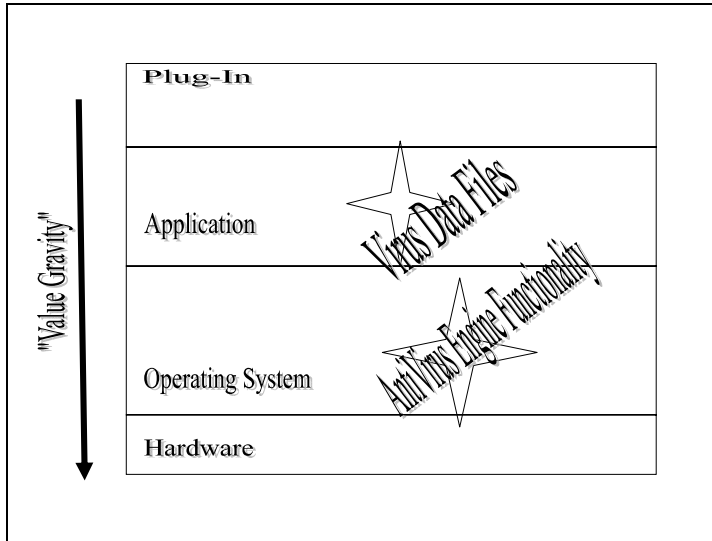 Plug-In
Virus Data Files
Application
"Value Gravity"
AntiVirus Engine Functionality
Operating System
Hardware